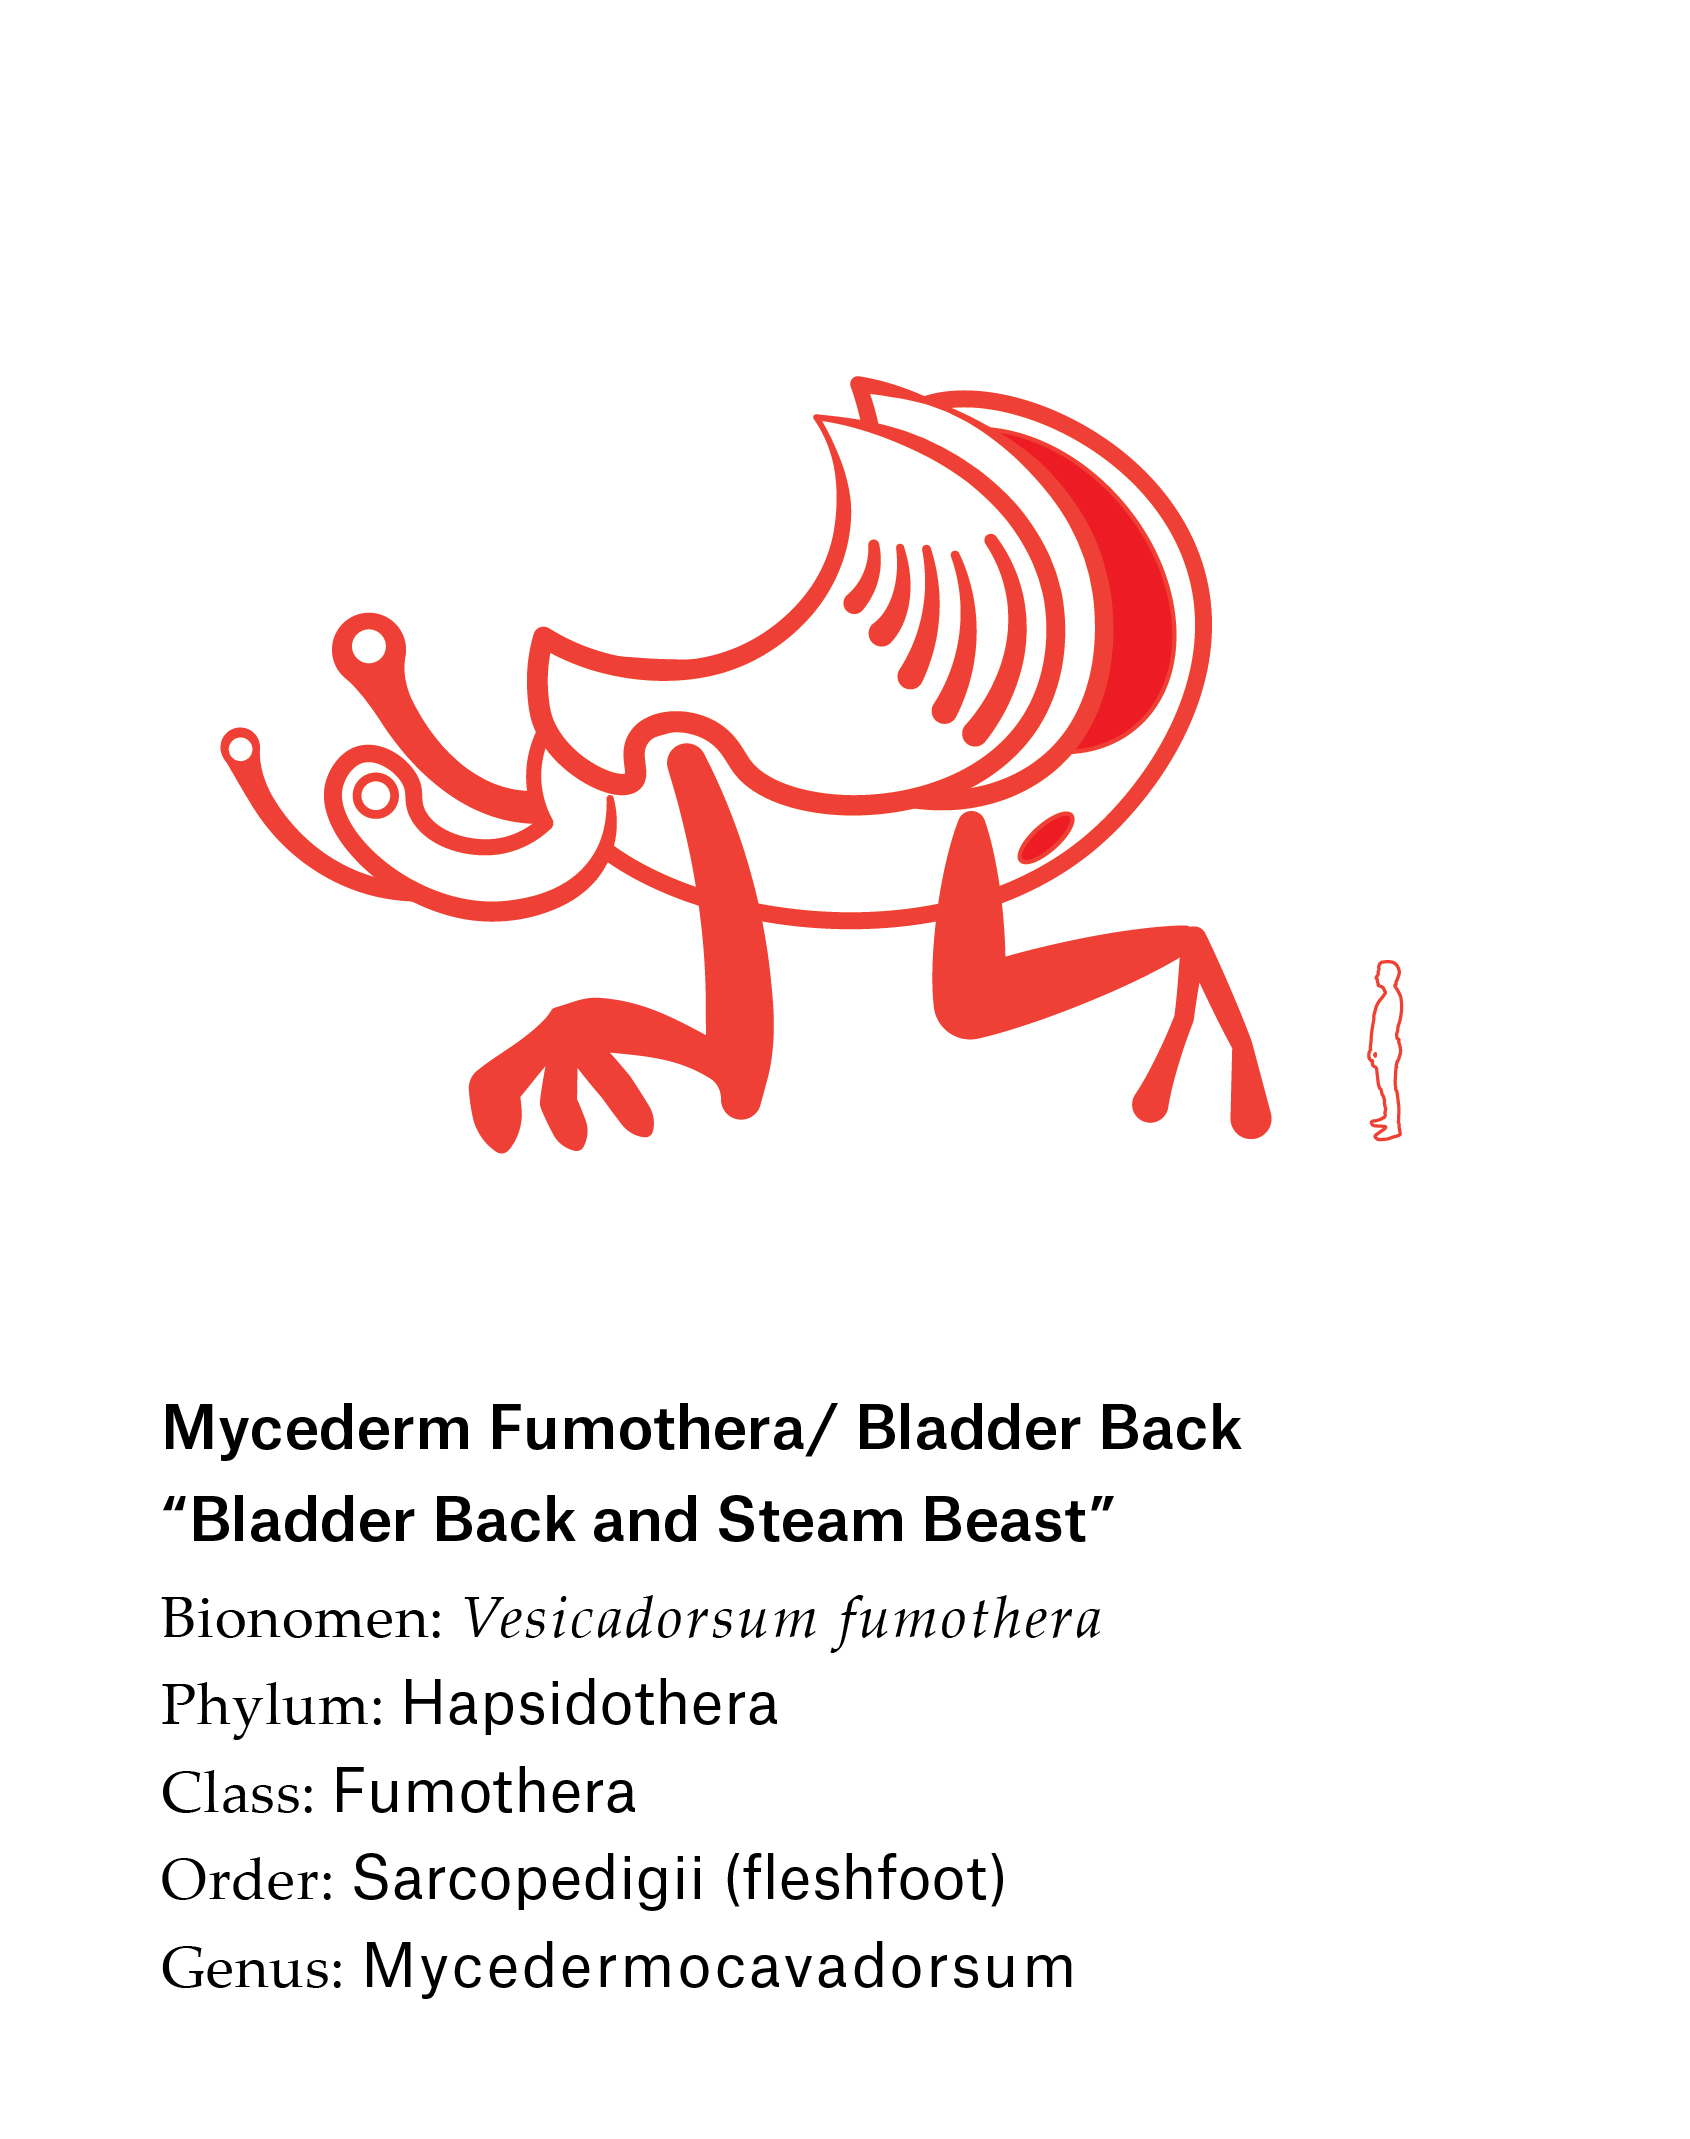 Mycederm Fumothera/ Bladder Back
“Bladder Back and Steam Beast”
Bionomen: Vesicadorsum fumothera
Phylum: Hapsidothera
Class: Fumothera
Order: Sarcopedigii (fleshfoot)
Genus: Mycedermocavadorsum